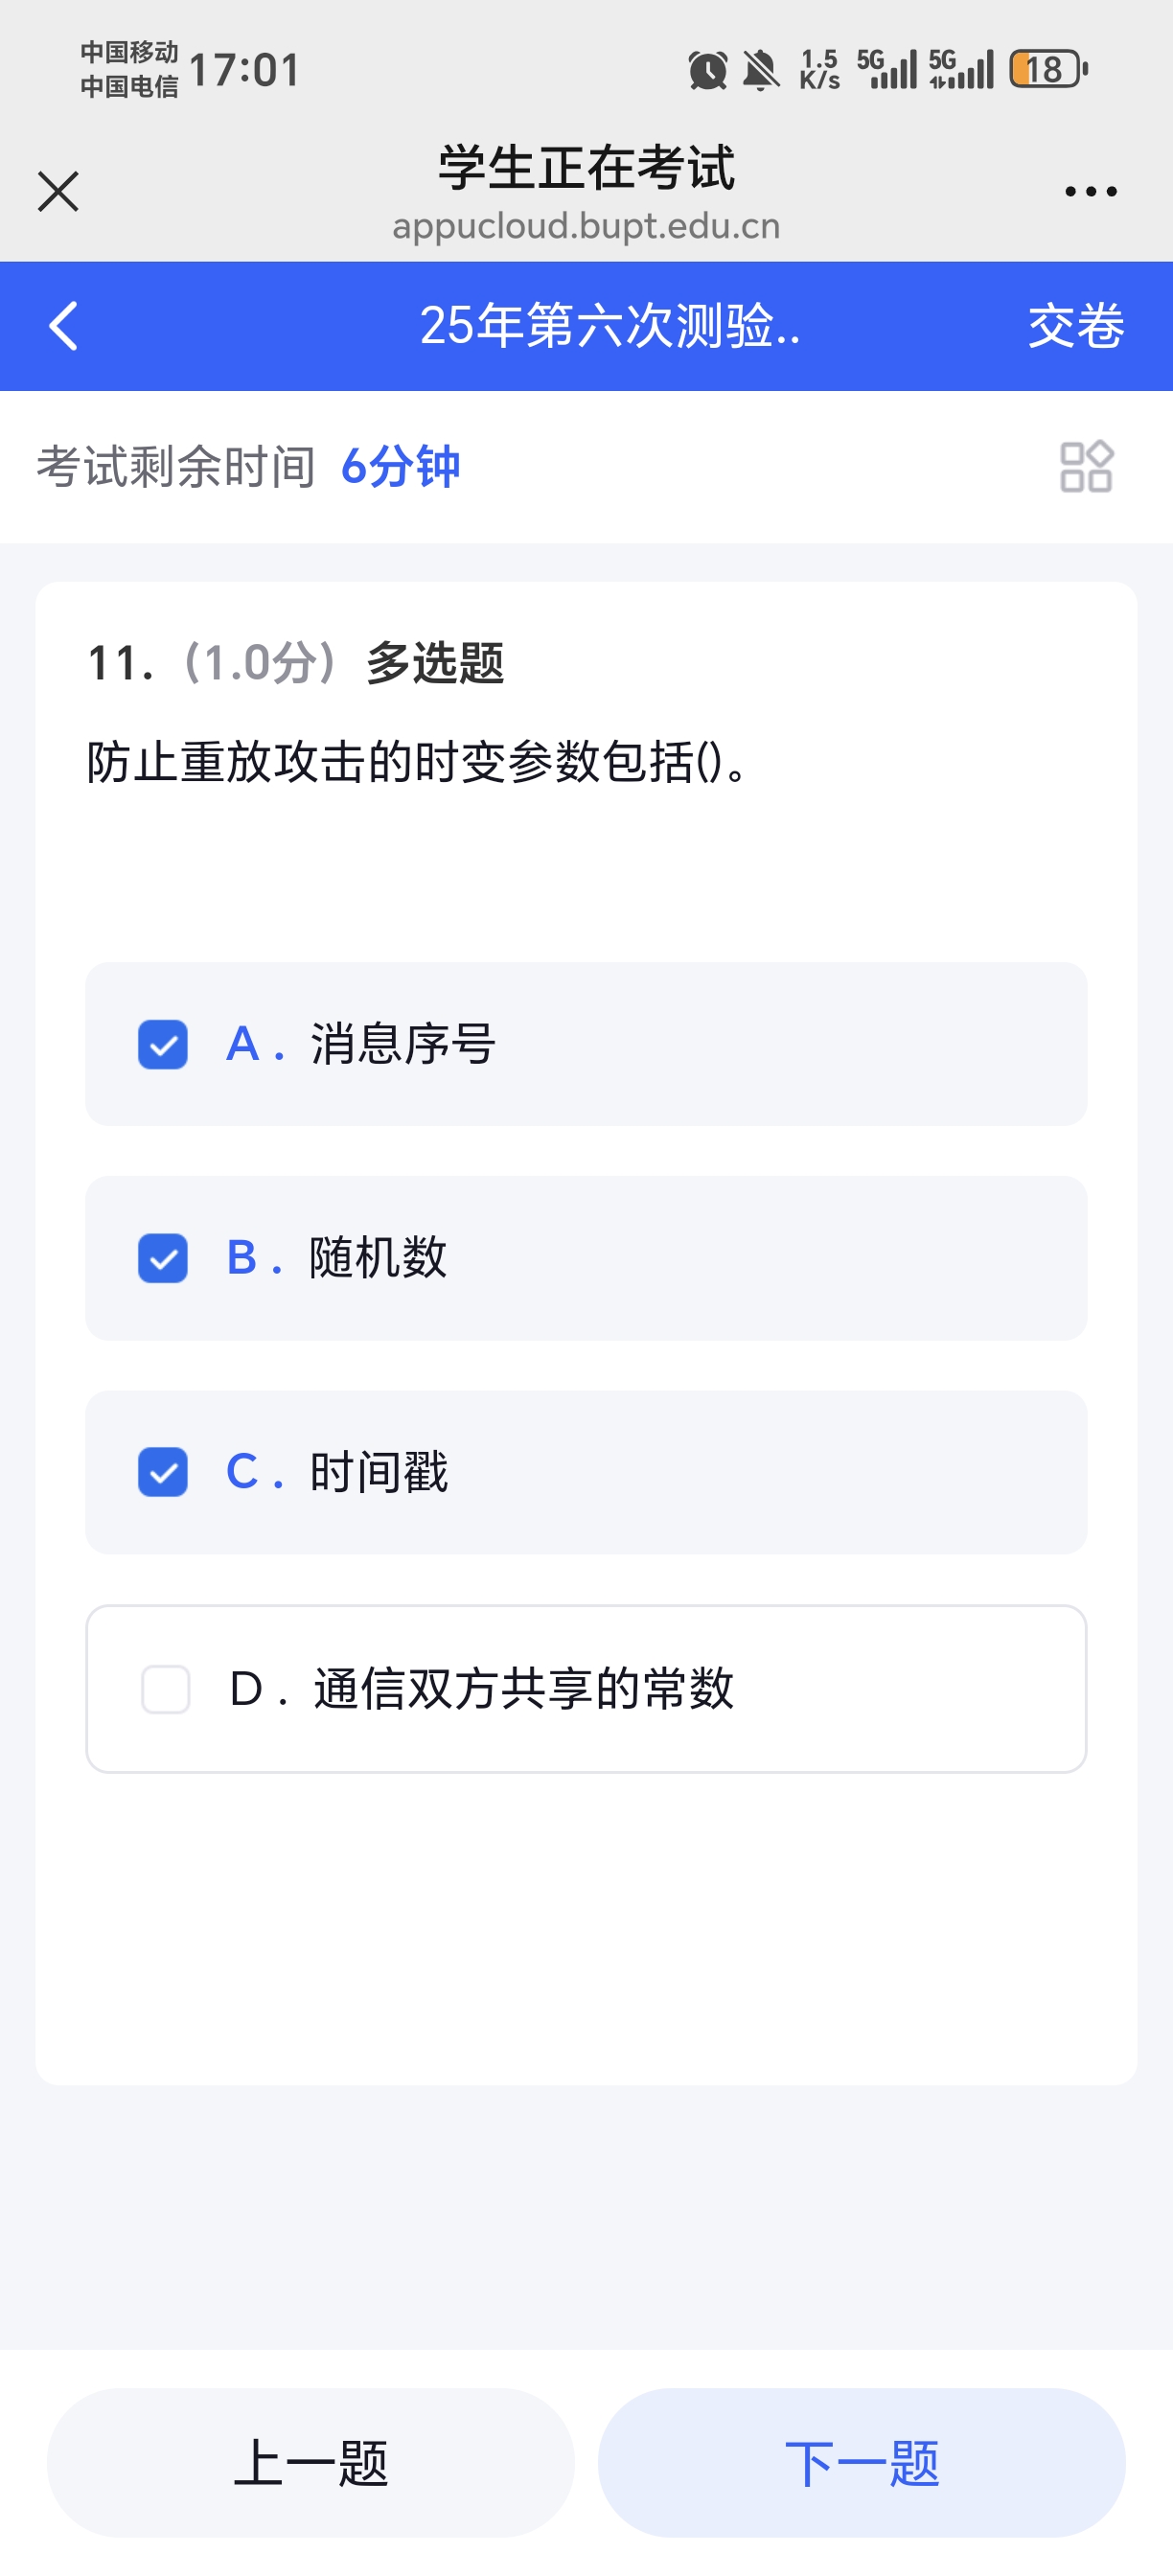 中国移动
中国电信
17:01
1.5
K/s
5G
5G
18
学生正在考试
appucloud.bupt.edu.cn
25年第六次测验..
交卷
考试剩余时间 6分钟
11. (1.0分) 多选题
防止重放攻击的时变参数包括()。
A. 消息序号
B. 随机数
C. 时间戳
D. 通信双方共享的常数
上一题
下一题